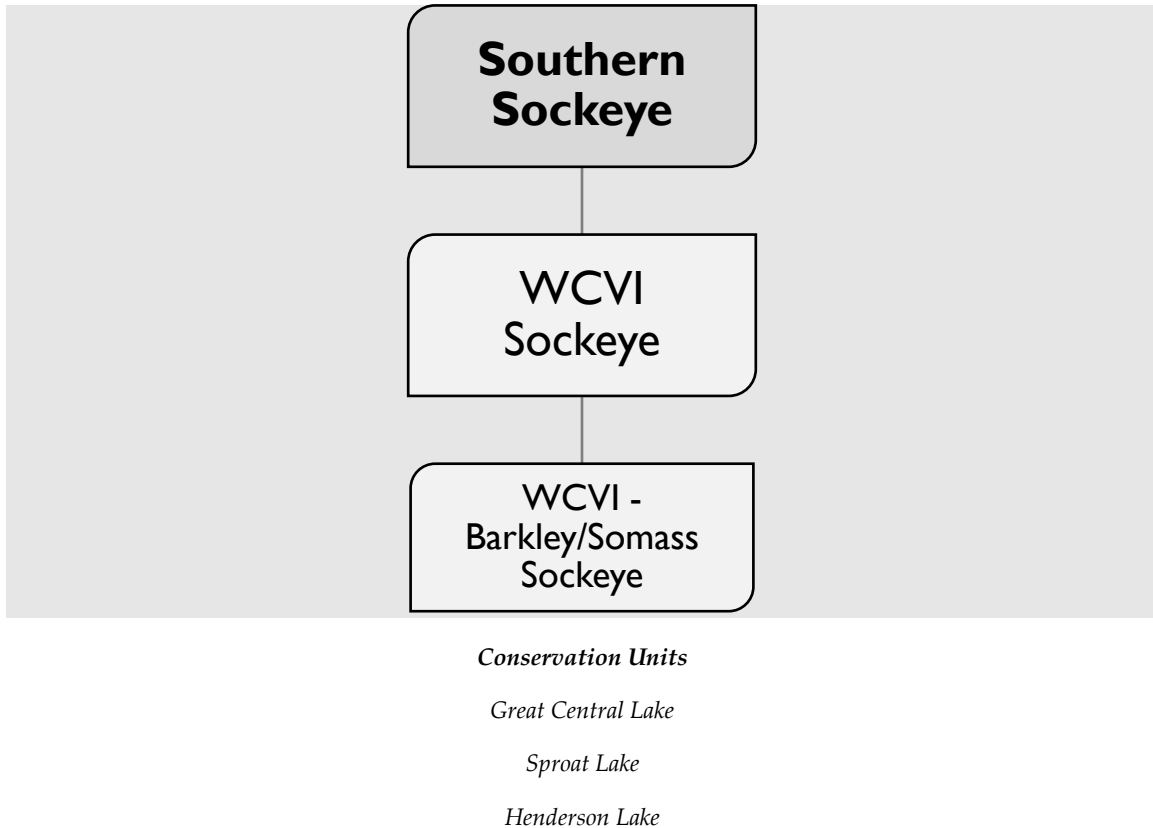 Southern
Sockeye
WCVI
Sockeye
WCVI -
Barkley/Somass
Sockeye
Conservation Units
Great Central Lake
Sproat Lake
Henderson Lake